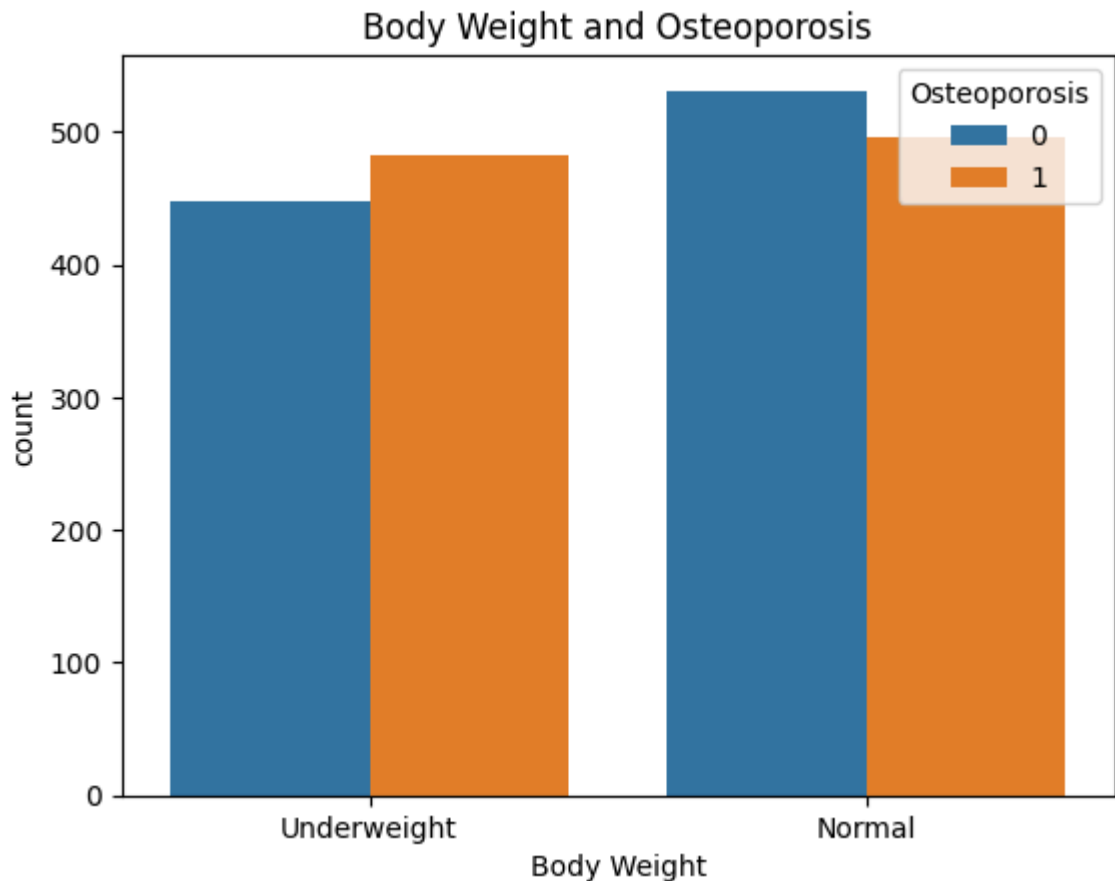 Body Weight and Osteoporosis
Osteoporosis
0
1
500
400
300
200
100
0
count
Underweight
Normal
Body Weight